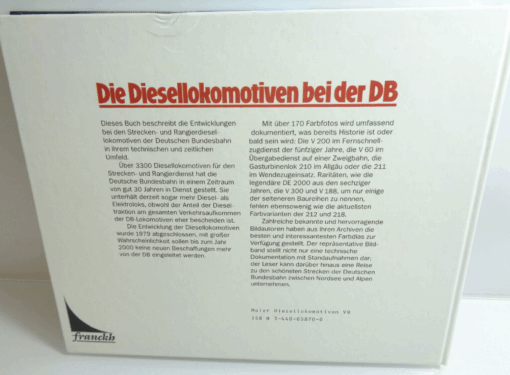 Die Diesellokomotiven bei der DB
Dieses Buch beschreibt die Entwicklungen
bei den Strecken- und Rangierdiesel-
lokomotiven der Deutschen Bundesbahn
in ihrem technischen und zeitlichen
Umfeld.
Über 3300 Diesellokomotiven für den
Strecken- und Rangierdienst hat die
Deutsche Bundesbahn in einem Zeitraum
von gut 30 Jahren in Dienst gestellt. Sie
unterhält derzeit sogar mehr Diesel- als
Elektroloks, obwohl der Anteil der Diesel-
traktion am gesamten Verkehrsaufkommen
der DB-Lokomotiven eher bescheiden ist.
Die Entwicklung der Diesellokomotiven
wurde 1979 abgeschlossen, mit großer
Wahrscheinlichkeit sollen bis zum Jahr
2000 keine neuen Beschaffungen mehr
von der DB eingeleitet werden.
Mit über 170 Farbfotos wird umfassend
dokumentiert, was bereits Historie ist oder
bald sein wird: Die V 200 im Fernschnell-
zugdienst der fünfziger Jahre, die V 60 im
Übergabedienst auf einer Zweigbahn, die
Gasturbinenlok 210 im Allgäu oder die 211
im Wendezugeinsatz. Raritäten, wie die
legendäre DE 2000 aus den sechziger
Jahren, die V 300 und V 188, um nur einige
der selteneren Baureihen zu nennen,
fehlen ebensowenig wie die aktuellsten
Farbvarianten der 212 und 218.
Zahlreiche bekannte und hervorragende
Bildautoren haben aus ihren Archiven die
besten und interessantesten Farbdias zur
Verfügung gestellt. Der repräsentative Bild-
band stellt nicht nur eine technische
Dokumentation mit Standaufnahmen dar;
der Leser kann darüber hinaus eine Reise
zu den schönsten Strecken der Deutschen
Bundesbahn zwischen Nordsee und Alpen
unternehmen.
franckh